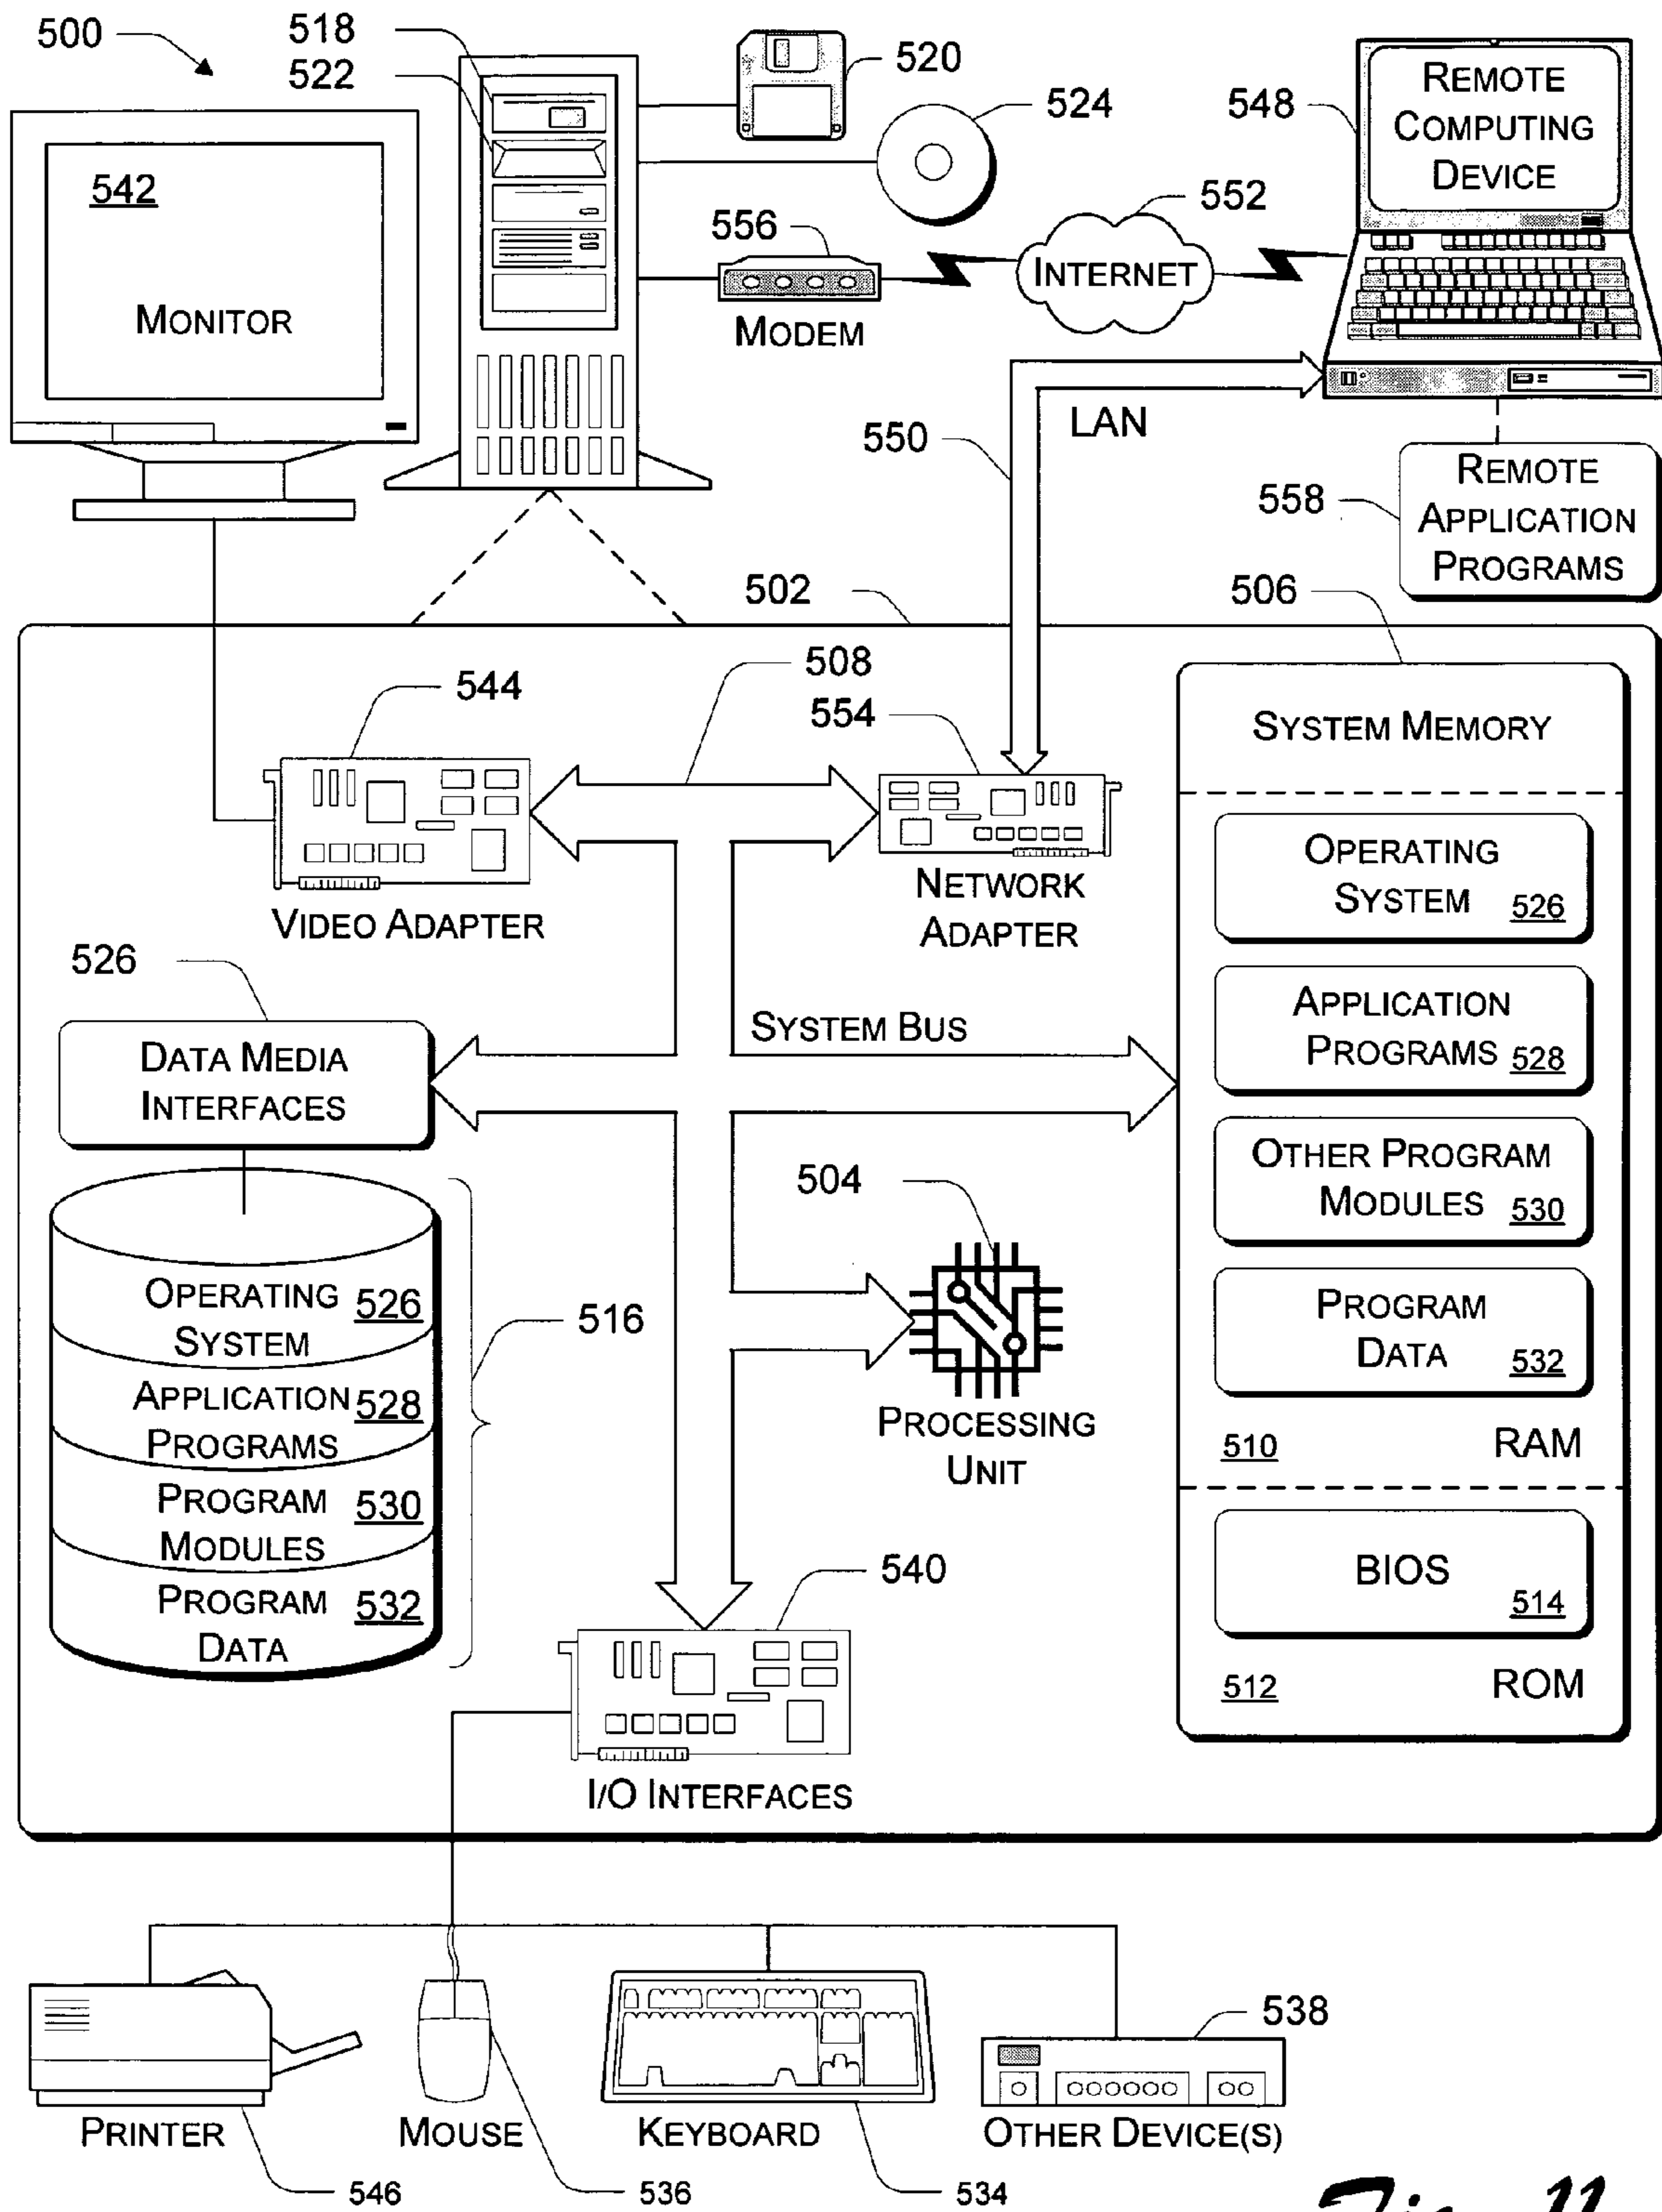 500
518
522
520
524
548
REMOTE
COMPUTING
DEVICE
542
MONITOR
556
MODEM
552
INTERNET
550
LAN
558
REMOTE
APPLICATION
PROGRAMS
502
506
508
544
554
VIDEO ADAPTER
NETWORK
ADAPTER
SYSTEM MEMORY
OPERATING
SYSTEM 526
APPLICATION
PROGRAMS 528
OTHER PROGRAM
MODULES 530
PROGRAM
DATA 532
510 RAM
BIOS
514
512 ROM
526
DATA MEDIA
INTERFACES
SYSTEM BUS
504
PROCESSING
UNIT
OPERATING 526
SYSTEM
APPLICATION 528
PROGRAMS
PROGRAM 530
MODULES
PROGRAM 532
DATA
516
540
I/O INTERFACES
PRINTER
546
MOUSE
536
KEYBOARD
534
538
OTHER DEVICE(S)
Fig. 11